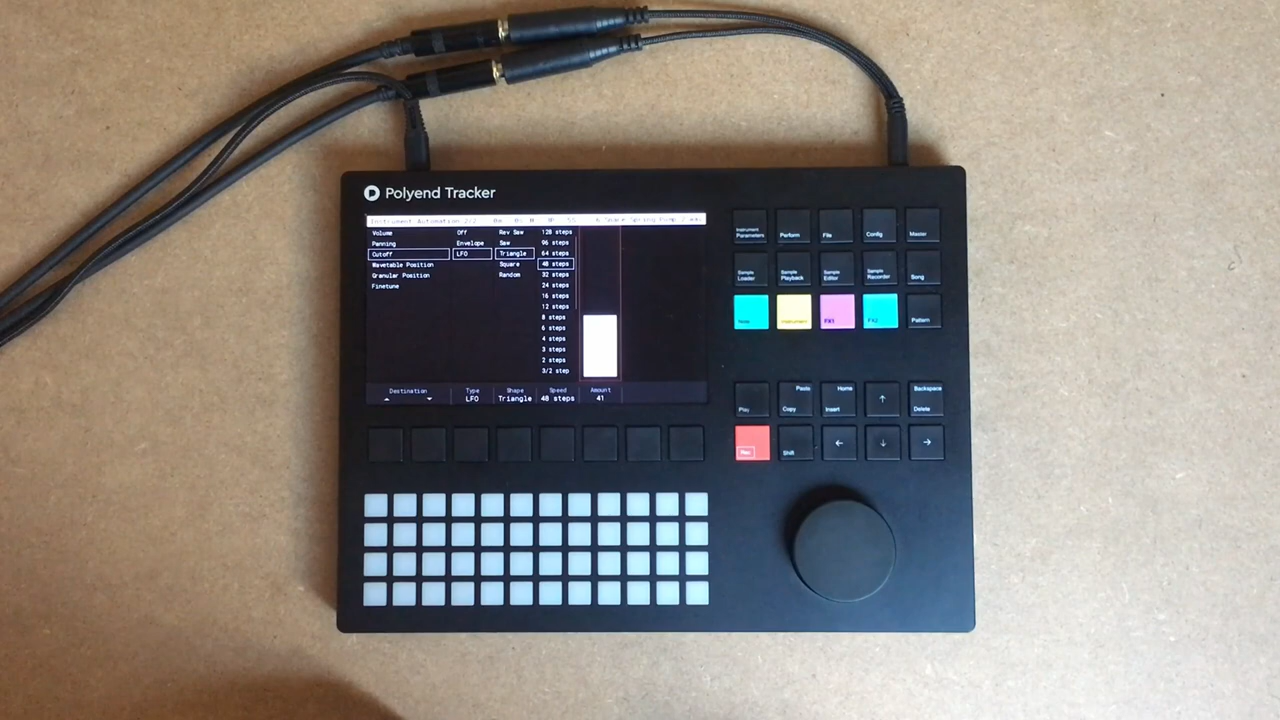 Polyend Tracker
Instrument Automation 2/2
Volume Off Rev Saw 128 steps
Panning Envelope Saw 96 steps
Cutoff LFO Triangle 64 steps
Wavetable Position Square 48 steps
Granular Position Random 32 steps
Finetune 24 steps
16 steps
12 steps
8 steps
6 steps
4 steps
3 steps
2 steps
3/2 step
Destination Type Shape Speed Amount
LFO Triangle 48 steps 41
Instrument Parameters Perform File Config Master
Sample Loader Sample Playback Sample Editor Sample Recorder Song
Note Instrument FX1 FX2 Pattern
Play Paste Copy Home Insert ↑ Backspace Delete
Rec Shift ← ↓ →